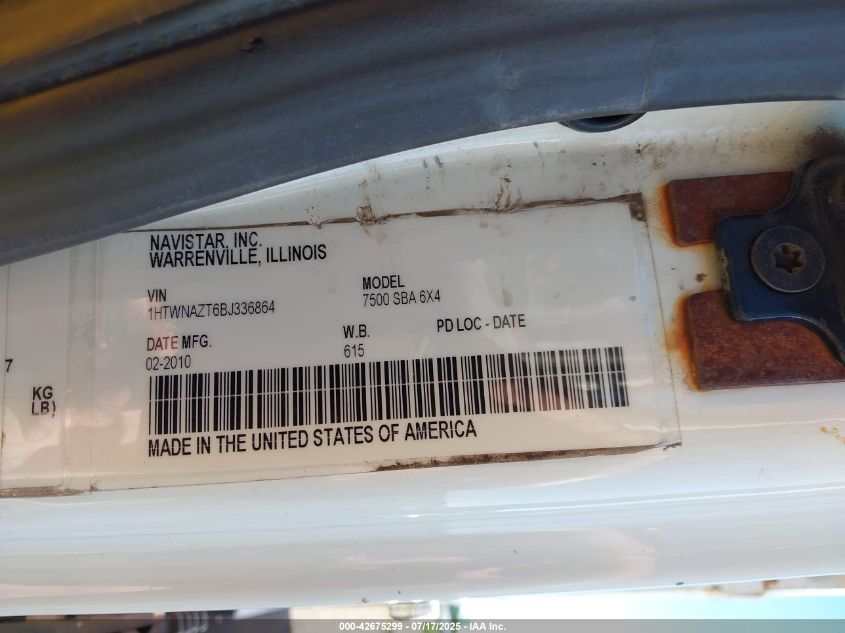 NAVISTAR, INC.
WARRENVILLE, ILLINOIS
VIN
1HTWNAZT6BJ336864
MODEL
7500 SBA 6X4
DATE MFG.
02-2010
W.B.
615
PD LOC - DATE
MADE IN THE UNITED STATES OF AMERICA
7
KG
LB)
000-42675299 - 07/17/2025 - IAA Inc.